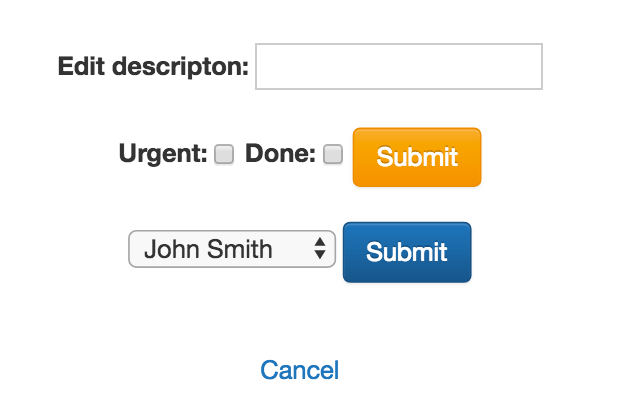 Edit descripton:
Urgent: Done: Submit
John Smith Submit
Cancel